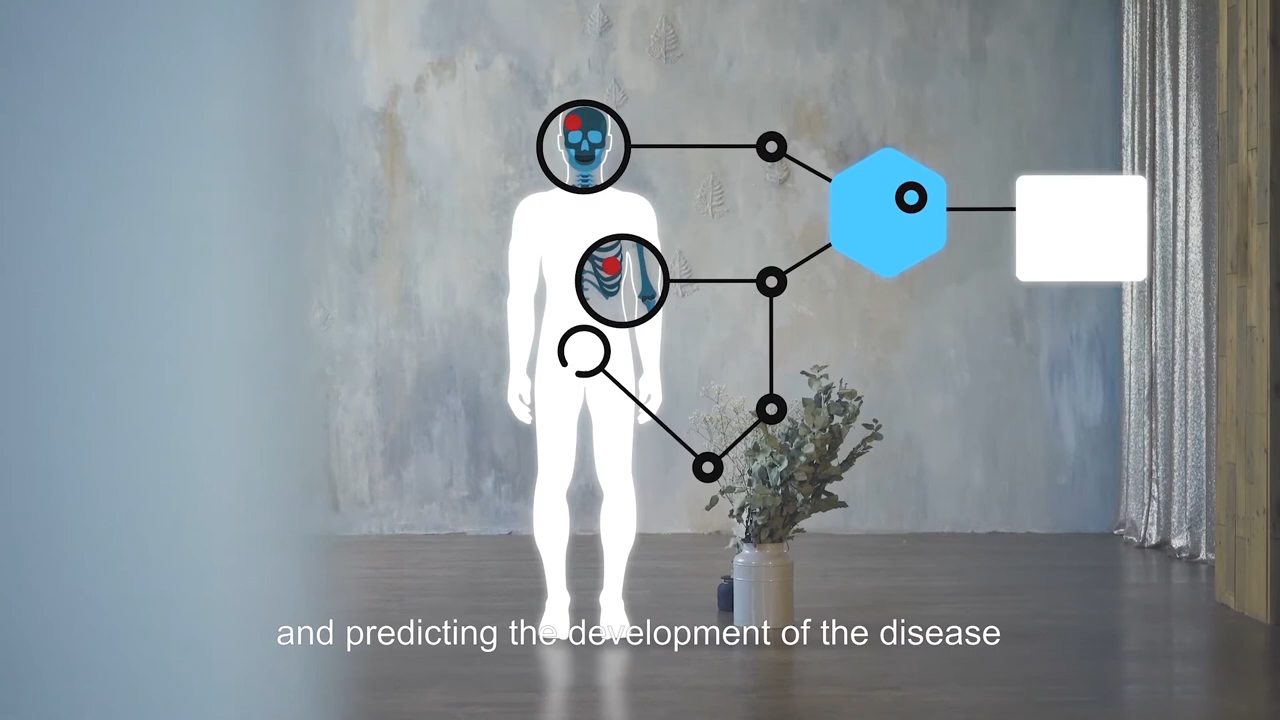 and predicting the development of the disease